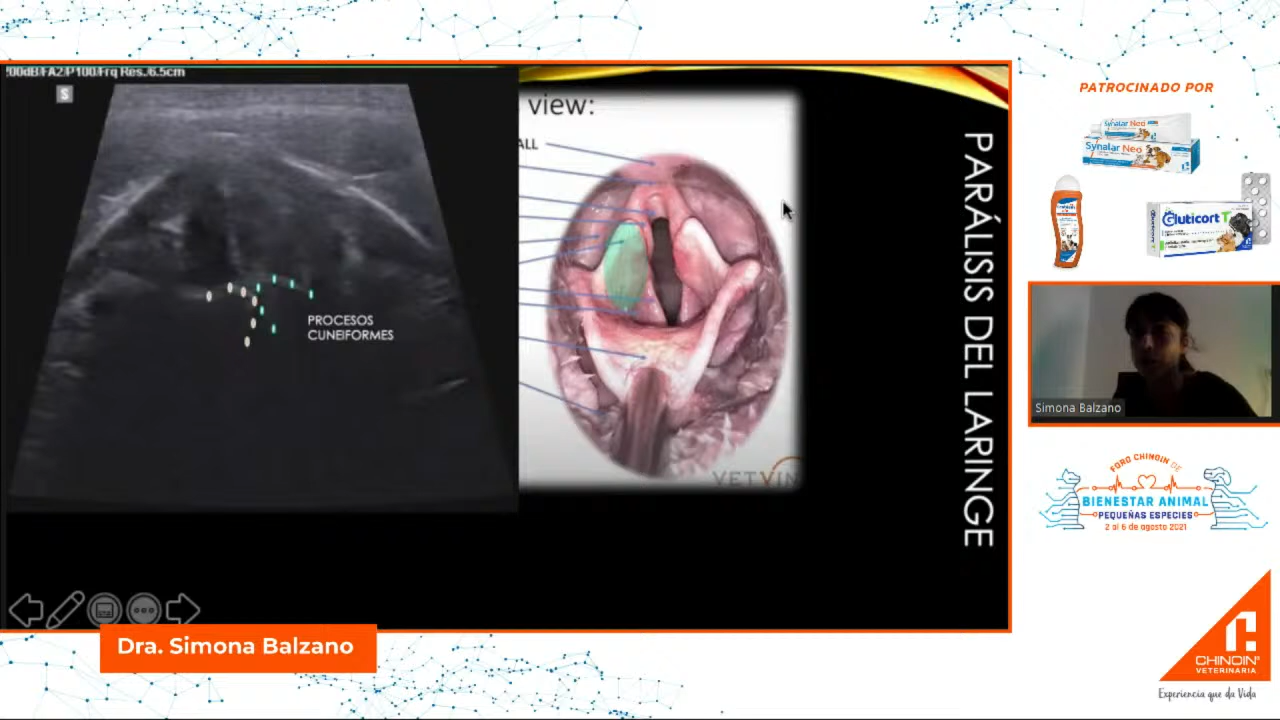 200dB/FA2/P100/Frq Res./6.5cm
S
PROCESOS
CUNEIFORMES
view:
ALL
VETVIN
PARÁLISIS DEL LARINGE
PATROCINADO POR
Synalar Neo
Synalar Neo
Gluticort T
Simona Balzano
FORO CHINOIN DE
BIENESTAR ANIMAL
PEQUEÑAS ESPECIES
2 al 6 de agosto 2021
Dra. Simona Balzano
CHINOIN®
VETERINARIA
Experiencia que da Vida